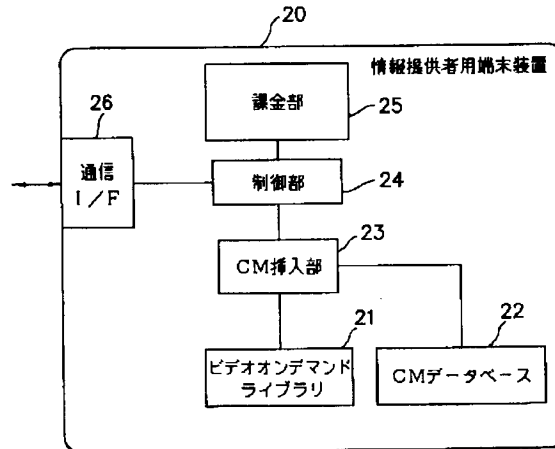 20
情報提供者用端末装置
課金部
25
26
通信
I/F
制御部
24
23
CM挿入部
21
ビデオオンデマンド
ライブラリ
22
CMデータベース